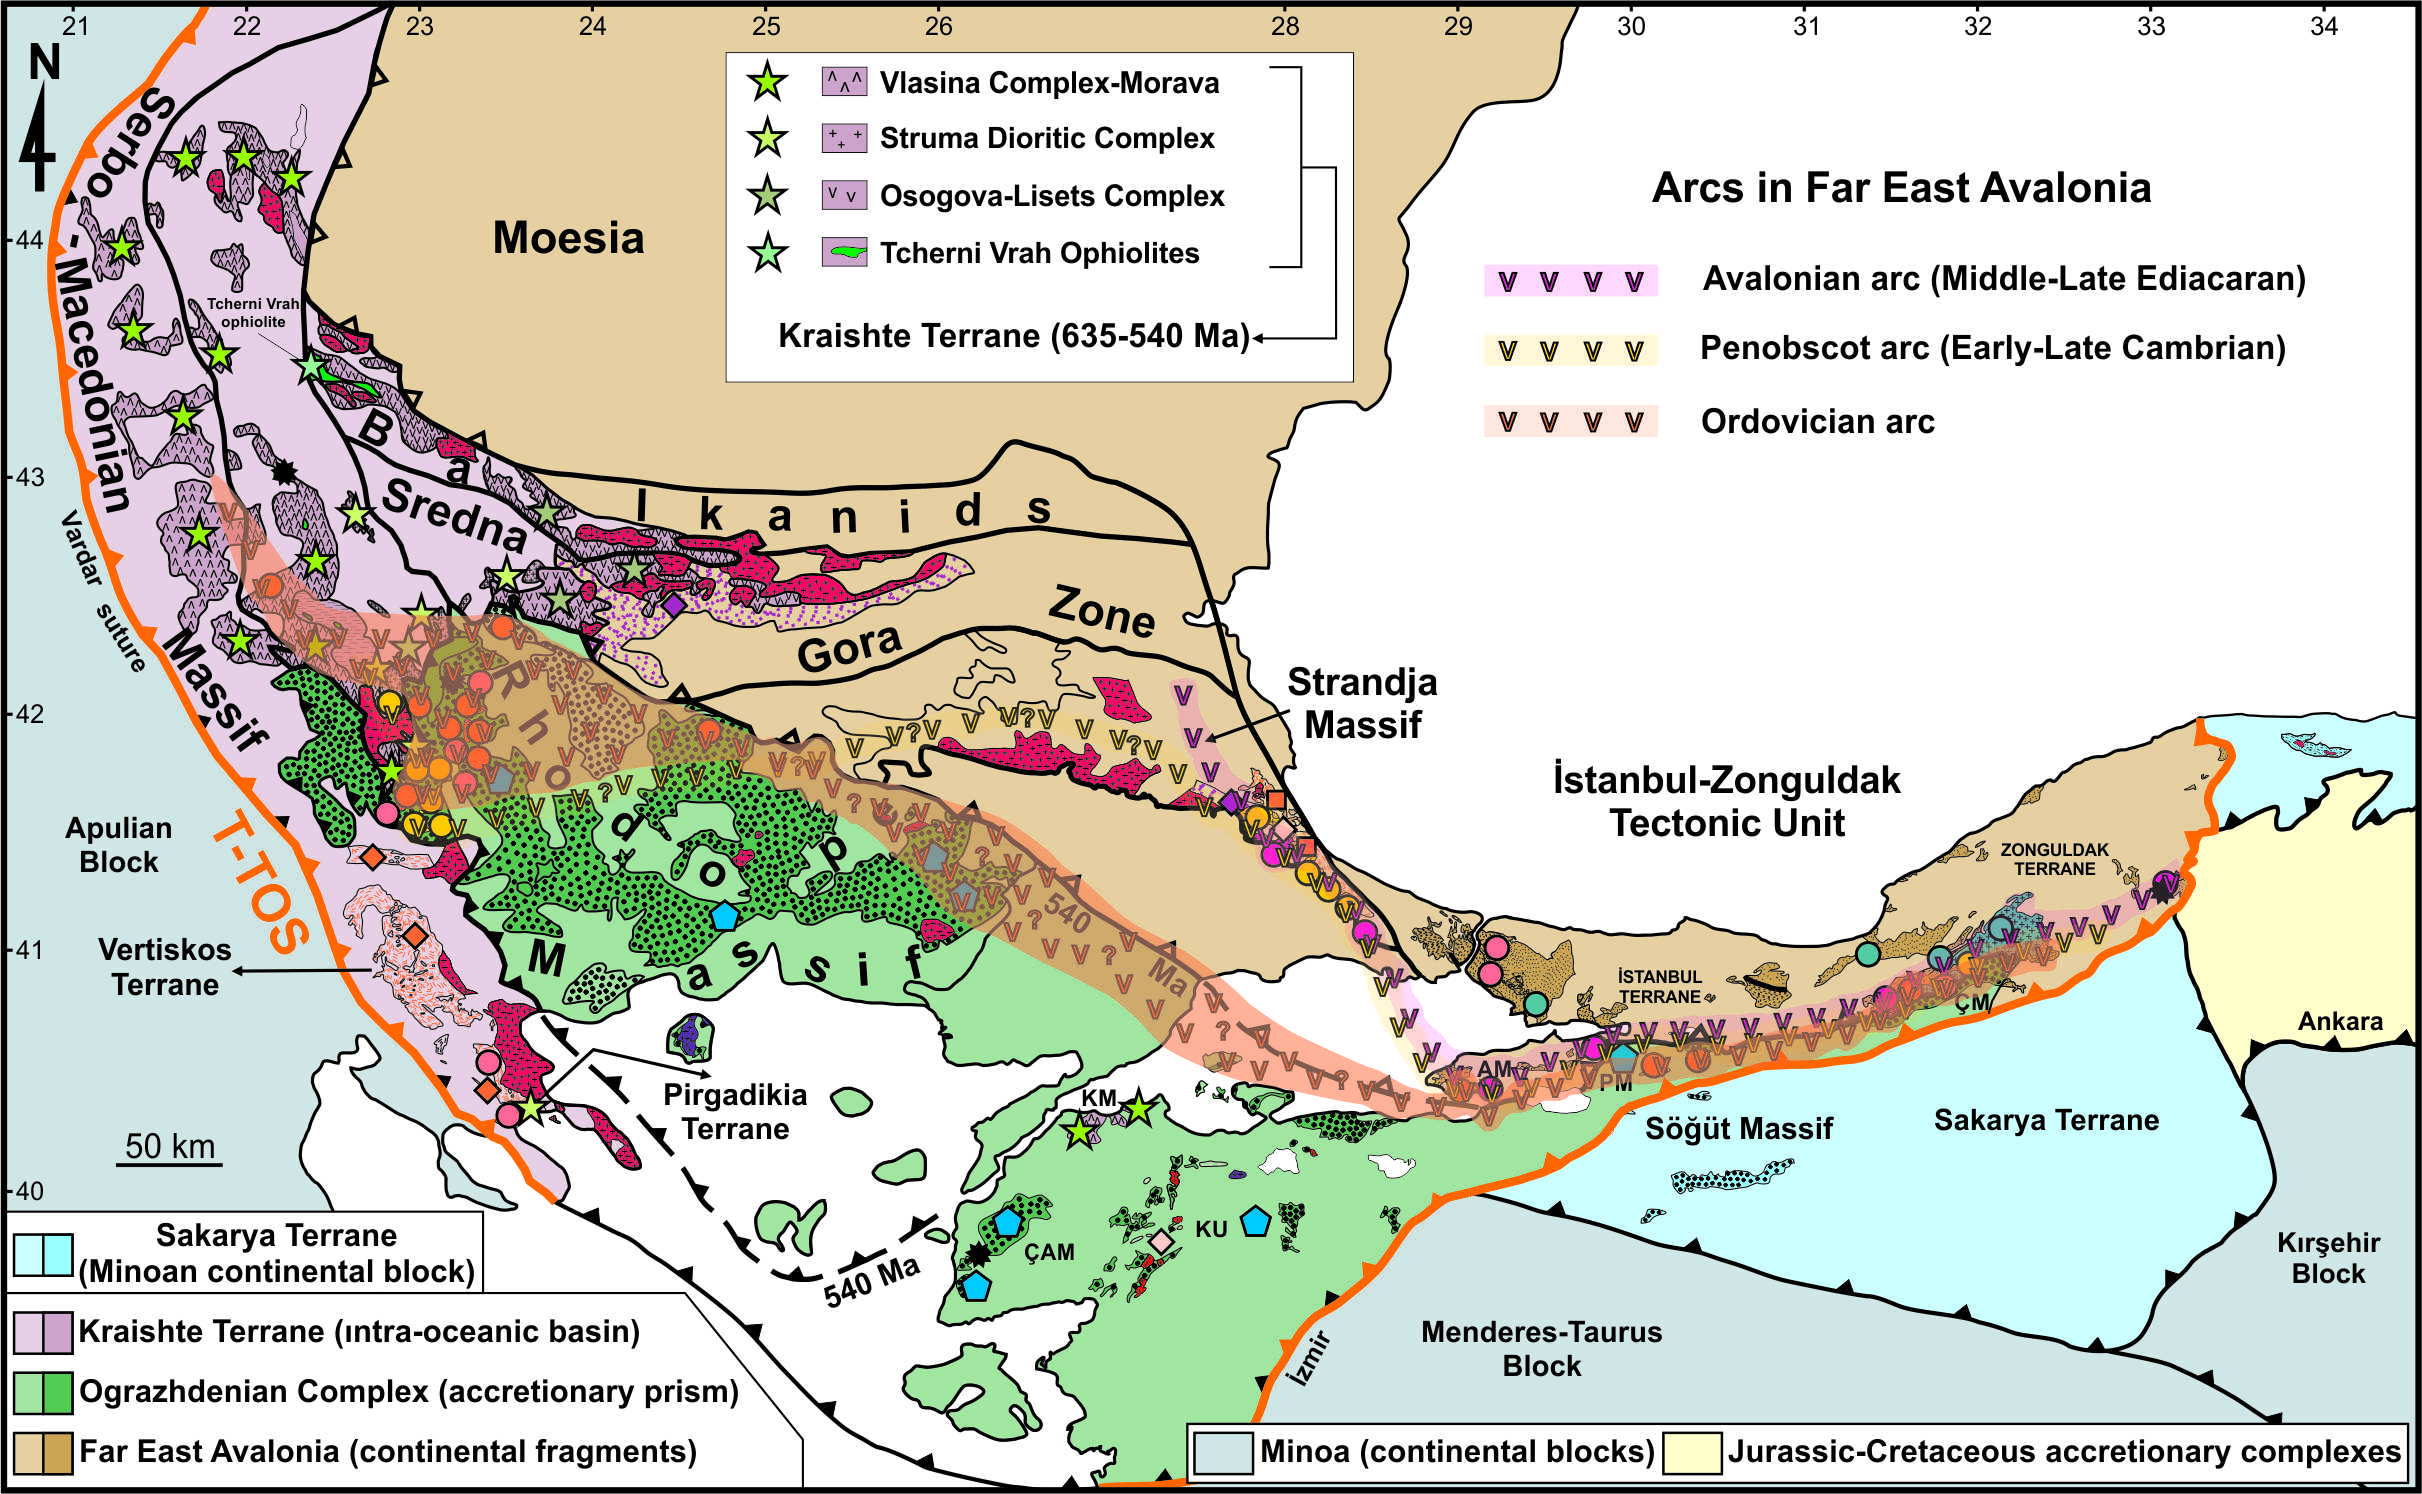 21 22 23 24 25 26 28 29 30 31 32 33 34
N
44
43
42
41
40
Vlasina Complex-Morava
Struma Dioritic Complex
Osogova-Lisets Complex
Tcherni Vrah Ophiolites
Kraishte Terrane (635-540 Ma)
Arcs in Far East Avalonia
Avalonian arc (Middle-Late Ediacaran)
Penobscot arc (Early-Late Cambrian)
Ordovician arc
Moesia
Serbo - Macedonian Massif
Tcherni Vrah
ophiolite
Balkanids
Sredna Gora Zone
Vardar suture
Rhodop Massif
Strandja
Massif
İstanbul-Zonguldak
Tectonic Unit
ZONGULDAK
TERRANE
İSTANBUL
TERRANE
Apulian
Block
T-TOS
Vertiskos
Terrane
540 Ma
ÇM
Ankara
AM
PM
Pirgadikia
Terrane
KM
Söğüt Massif
Sakarya Terrane
50 km
KU
ÇAM
540 Ma
Kırşehir
Block
Menderes-Taurus
Block
İzmir
Sakarya Terrane
(Minoan continental block)
Kraishte Terrane (ıntra-oceanic basin)
Ograzhdenian Complex (accretionary prism)
Far East Avalonia (continental fragments)
Minoa (continental blocks)
Jurassic-Cretaceous accretionary complexes